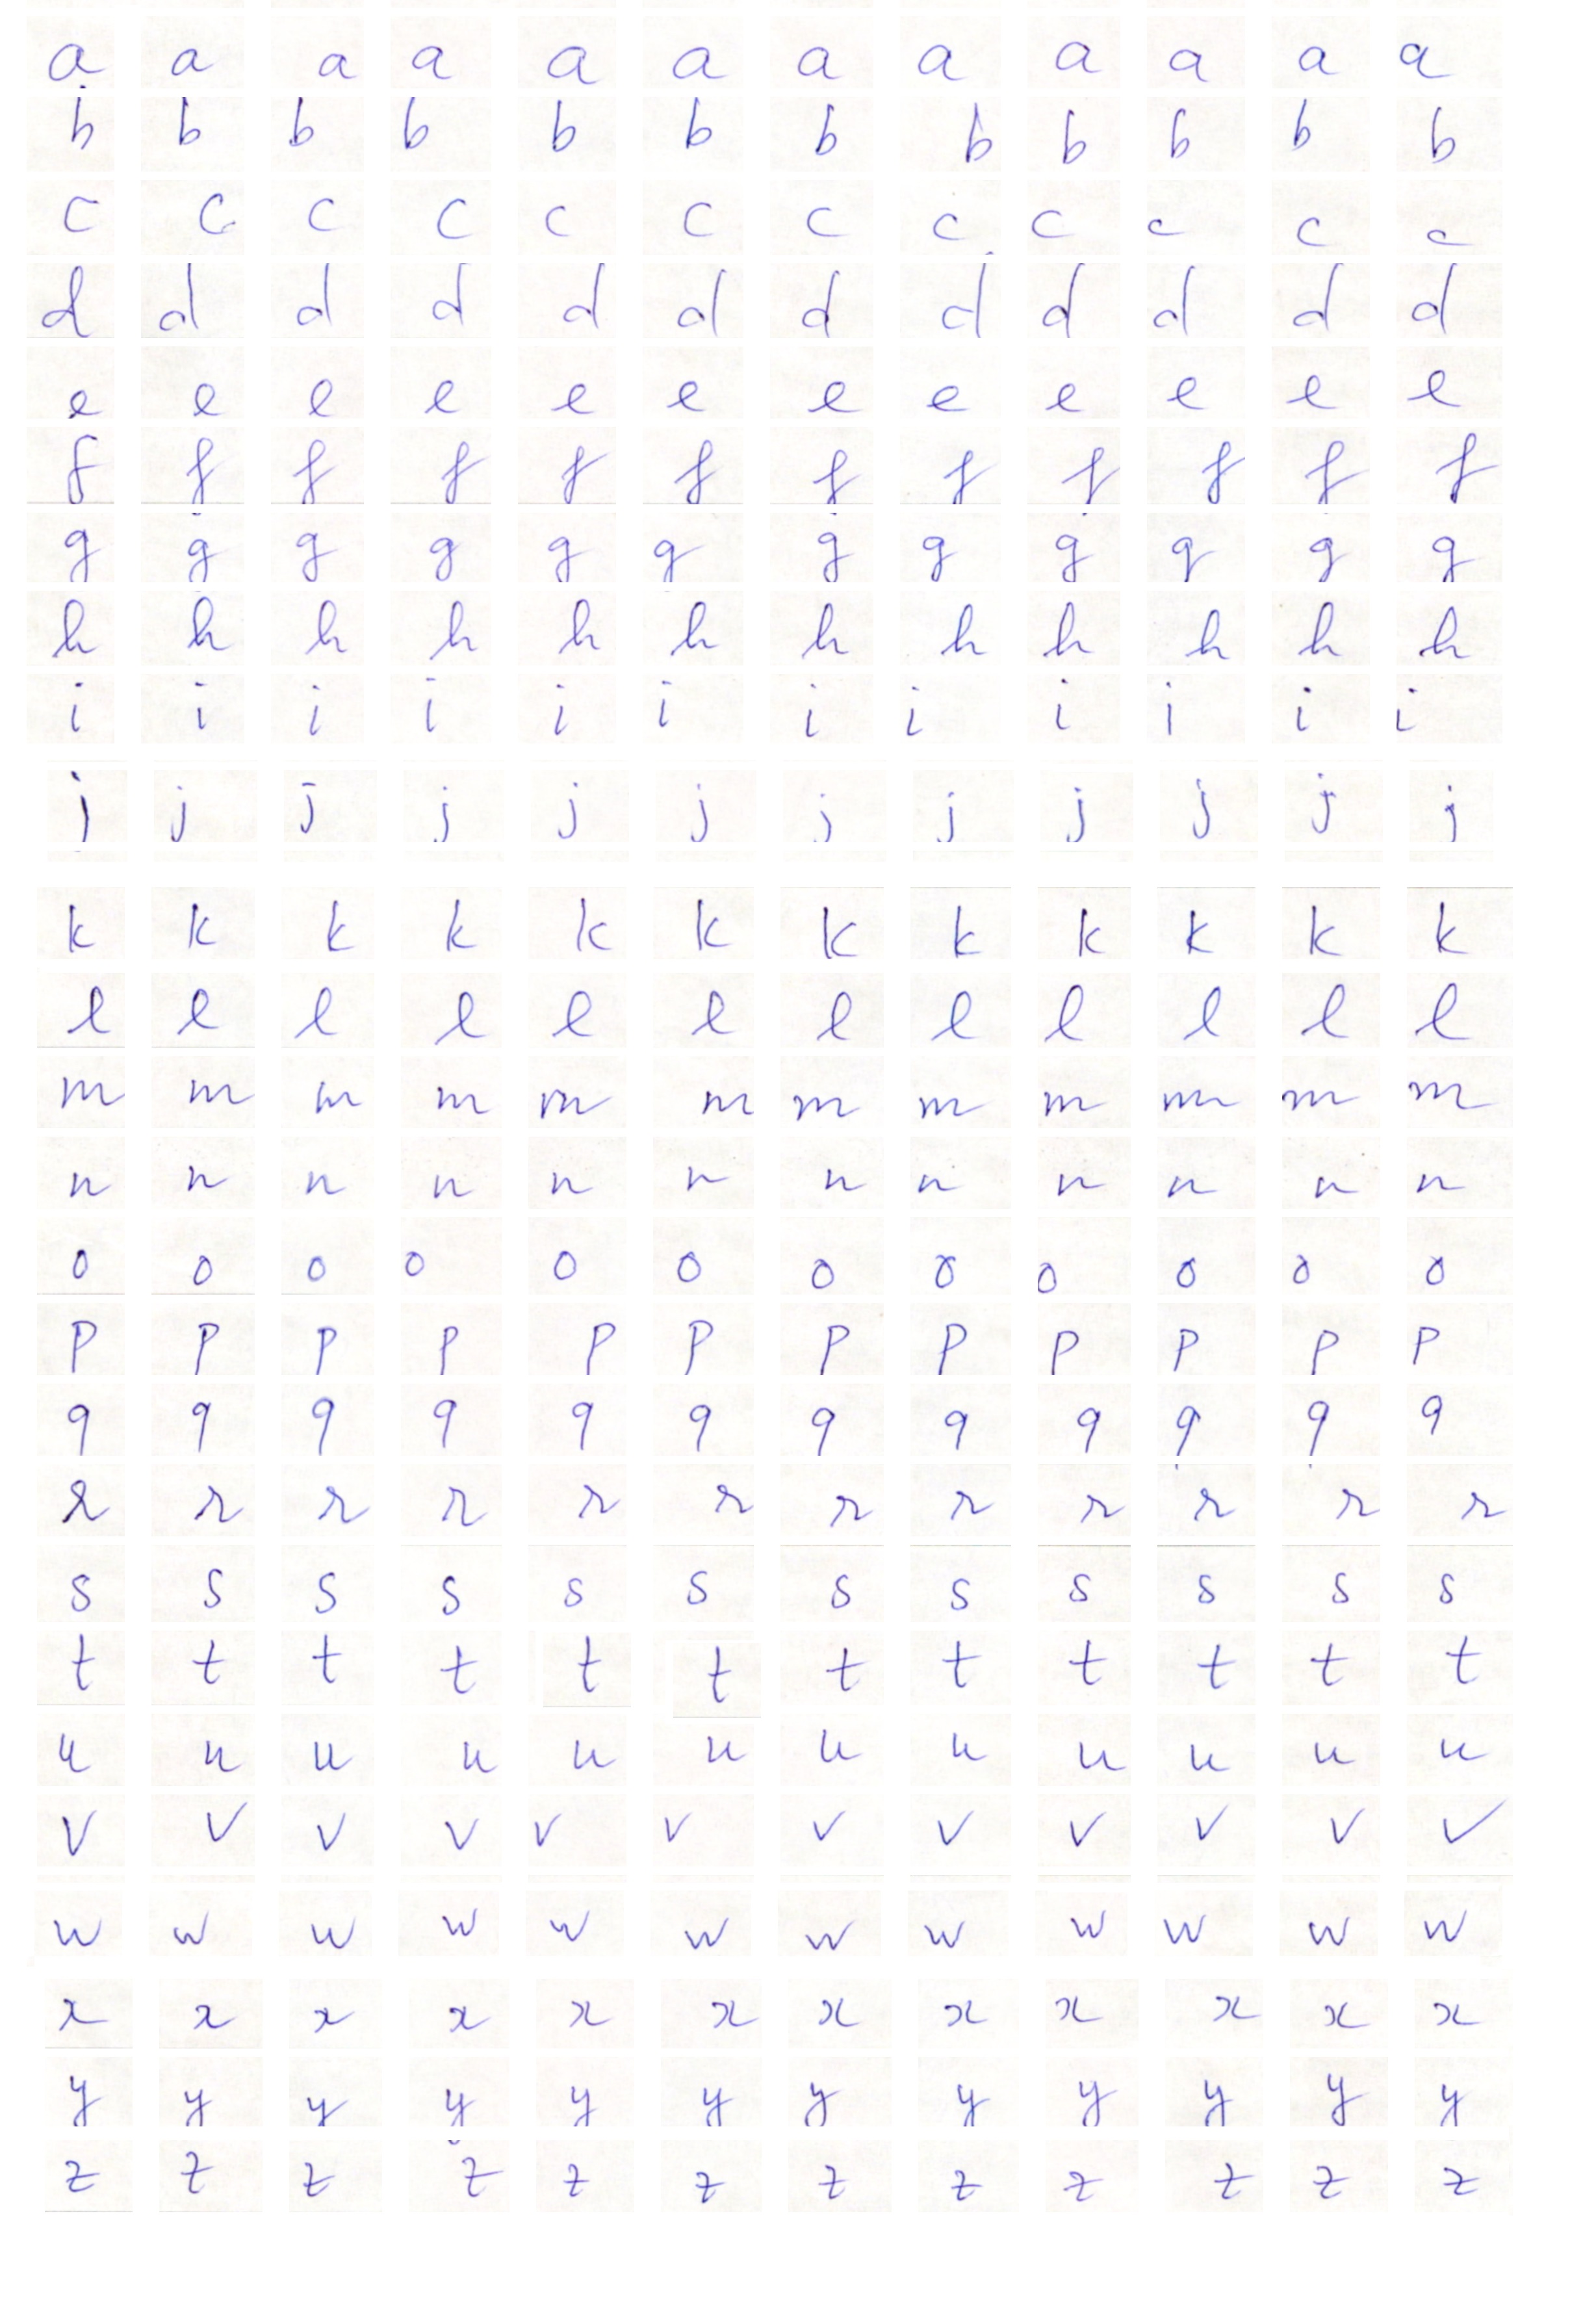 a a a a a a a a a a a a
b b b b b b b b b b b b
c c c c c c c c c c c c
d d d d d d d d d d d d
e e e e e e e e e e e e
f f f f f f f f f f f f
g g g g g g g g g g g g
h h h h h h h h h h h h
i i i i i i i i i i i i
j j j j j j j j j j j j
k k k k k k k k k k k k
l l l l l l l l l l l l
m m m m m m m m m m m m
n n n n n n n n n n n n
o o o o o o o o o o o o
p p p p p p p p p p p p
q q q q q q q q q q q q
r r r r r r r r r r r r
s s s s s s s s s s s s
t t t t t t t t t t t t
u u u u u u u u u u u u
v v v v v v v v v v v v
w w w w w w w w w w w w
x x x x x x x x x x x x
y y y y y y y y y y y y
z z z z z z z z z z z z